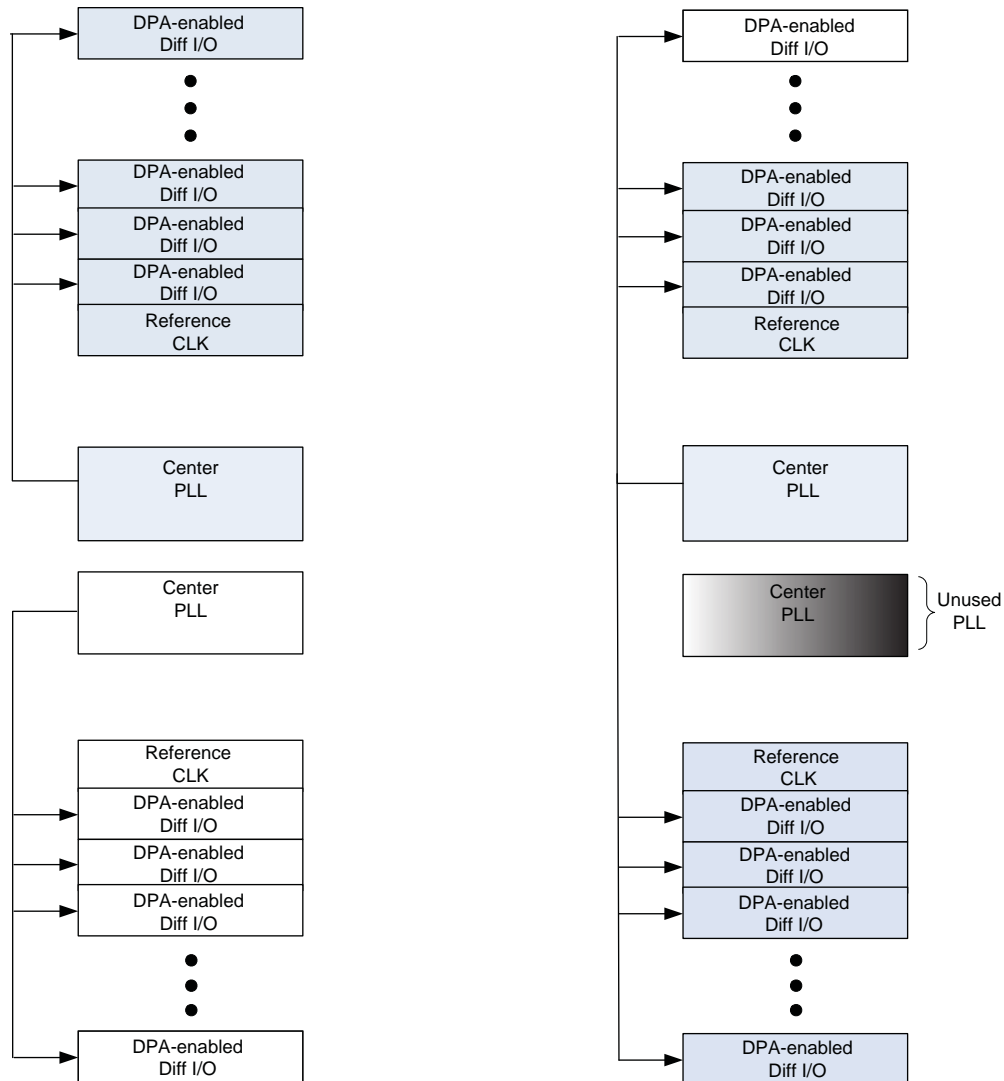 DPA-enabled
Diff I/O
DPA-enabled
Diff I/O
DPA-enabled
Diff I/O
DPA-enabled
Diff I/O
Reference
CLK
Center
PLL
Center
PLL
Reference
CLK
DPA-enabled
Diff I/O
DPA-enabled
Diff I/O
DPA-enabled
Diff I/O
DPA-enabled
Diff I/O
DPA-enabled
Diff I/O
DPA-enabled
Diff I/O
DPA-enabled
Diff I/O
DPA-enabled
Diff I/O
Reference
CLK
Center
PLL
Center
PLL
Unused
PLL
Reference
CLK
DPA-enabled
Diff I/O
DPA-enabled
Diff I/O
DPA-enabled
Diff I/O
DPA-enabled
Diff I/O